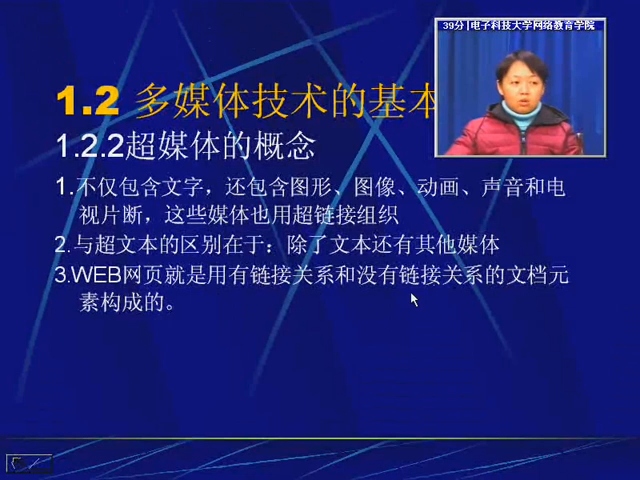 39分|电子科技大学网络教育学院
1.2 多媒体技术的基本
1.2.2超媒体的概念
1.不仅包含文字，还包含图形、图像、动画、声音和电
视片断，这些媒体也用超链接组织
2.与超文本的区别在于：除了文本还有其他媒体
3.WEB网页就是用有链接关系和没有链接关系的文档元
素构成的。